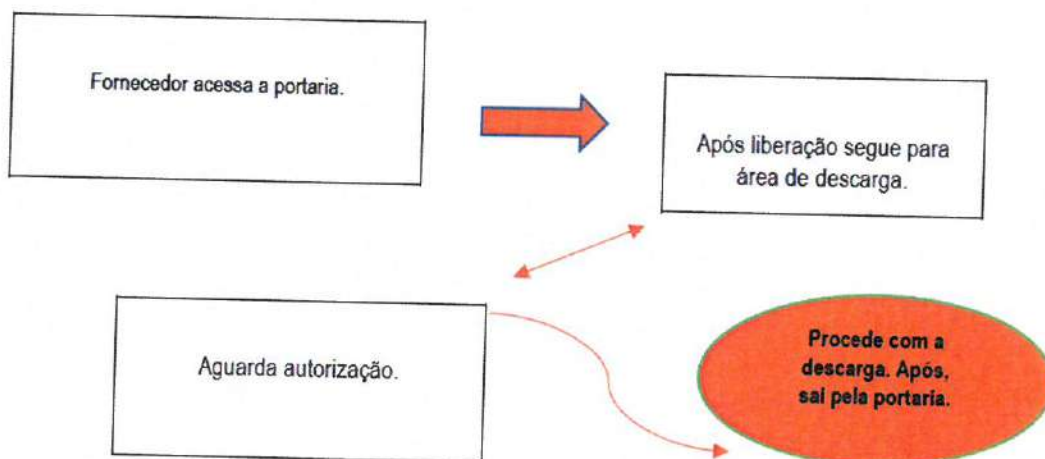 Fornecedor acessa a portaria.
Após liberação segue para
área de descarga.
Aguarda autorização.
Procede com a
descarga. Após,
sai pela portaria.